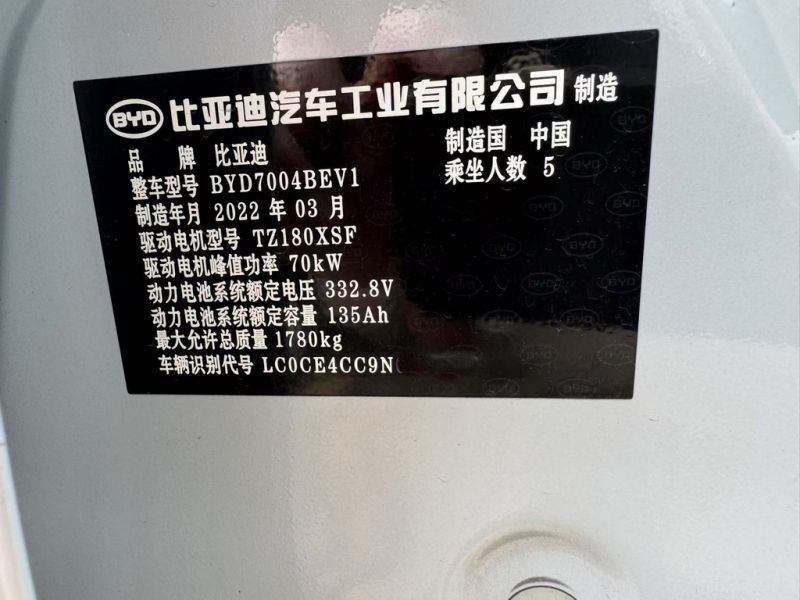 BYD 比亚迪汽车工业有限公司 制造
制造国 中国
乘坐人数 5
品 牌 比亚迪
整车型号 BYD7004BEV1
制造年月 2022 年 03 月
驱动电机型号 TZ180XSF
驱动电机峰值功率 70kW
动力电池系统额定电压 332.8V
动力电池系统额定容量 135Ah
最大允许总质量 1780kg
车辆识别代号 LC0CE4CC9N